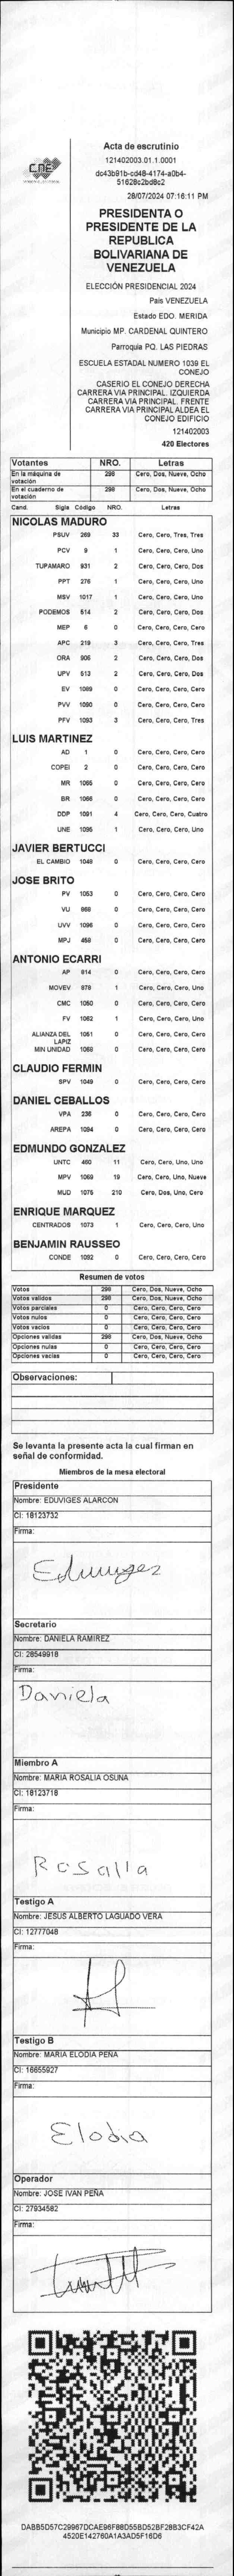 CNE
Acta de escrutinio
121402003.01.1.0001
dc43b91b-cd48-4174-a0b4-
51628c2bd8c2
28/07/2024 07:16:11 PM
PRESIDENTA O
PRESIDENTE DE LA
REPUBLICA
BOLIVARIANA DE
VENEZUELA
ELECCIÓN PRESIDENCIAL 2024
País VENEZUELA
Estado EDO. MERIDA
Municipio MP. CARDENAL QUINTERO
Parroquia PQ. LAS PIEDRAS
ESCUELA ESTADAL NUMERO 1039 EL
CONEJO
CASERIO EL CONEJO DERECHA
CARRERA VIA PRINCIPAL. IZQUIERDA
CARRERA VIA PRINCIPAL. FRENTE
CARRERA VIA PRINCIPAL ALDEA EL
CONEJO EDIFICIO
121402003
420 Electores
Votantes NRO. Letras
En la máquina de votación 298 Cero, Dos, Nueve, Ocho
En el cuaderno de votación 298 Cero, Dos, Nueve, Ocho
Cand. Sigla Código NRO. Letras
NICOLAS MADURO
PSUV 269 33 Cero, Cero, Tres, Tres
PCV 9 1 Cero, Cero, Cero, Uno
TUPAMARO 931 2 Cero, Cero, Cero, Dos
PPT 276 1 Cero, Cero, Cero, Uno
MSV 1017 1 Cero, Cero, Cero, Uno
PODEMOS 514 2 Cero, Cero, Cero, Dos
MEP 6 0 Cero, Cero, Cero, Cero
APC 219 3 Cero, Cero, Cero, Tres
ORA 906 2 Cero, Cero, Cero, Dos
UPV 513 2 Cero, Cero, Cero, Dos
EV 1089 0 Cero, Cero, Cero, Cero
PVV 1090 0 Cero, Cero, Cero, Cero
PFV 1093 3 Cero, Cero, Cero, Tres
LUIS MARTINEZ
AD 1 0 Cero, Cero, Cero, Cero
COPEI 2 0 Cero, Cero, Cero, Cero
MR 1065 0 Cero, Cero, Cero, Cero
BR 1066 0 Cero, Cero, Cero, Cero
DDP 1091 4 Cero, Cero, Cero, Cuatro
UNE 1095 1 Cero, Cero, Cero, Uno
JAVIER BERTUCCI
EL CAMBIO 1048 0 Cero, Cero, Cero, Cero
JOSE BRITO
PV 1053 0 Cero, Cero, Cero, Cero
VU 969 0 Cero, Cero, Cero, Cero
UVV 1096 0 Cero, Cero, Cero, Cero
MPJ 458 0 Cero, Cero, Cero, Cero
ANTONIO ECARRI
AP 814 0 Cero, Cero, Cero, Cero
MOVEV 878 1 Cero, Cero, Cero, Uno
CMC 1050 0 Cero, Cero, Cero, Cero
FV 1062 1 Cero, Cero, Cero, Uno
ALIANZA DEL LAPIZ 1051 0 Cero, Cero, Cero, Cero
MIN UNIDAD 1068 0 Cero, Cero, Cero, Cero
CLAUDIO FERMIN
SPV 1049 0 Cero, Cero, Cero, Cero
DANIEL CEBALLOS
VPA 236 0 Cero, Cero, Cero, Cero
AREPA 1094 0 Cero, Cero, Cero, Cero
EDMUNDO GONZALEZ
UNTC 460 11 Cero, Cero, Uno, Uno
MPV 1069 19 Cero, Cero, Uno, Nueve
MUD 1075 210 Cero, Dos, Uno, Cero
ENRIQUE MARQUEZ
CENTRADOS 1073 1 Cero, Cero, Cero, Uno
BENJAMIN RAUSSEO
CONDE 1092 0 Cero, Cero, Cero, Cero
Resumen de votos
Votos 298 Cero, Dos, Nueve, Ocho
Votos validos 298 Cero, Dos, Nueve, Ocho
Votos parciales 0 Cero, Cero, Cero, Cero
Votos nulos 0 Cero, Cero, Cero, Cero
Votos vacios 0 Cero, Cero, Cero, Cero
Opciones validas 298 Cero, Dos, Nueve, Ocho
Opciones nulas 0 Cero, Cero, Cero, Cero
Opciones vacias 0 Cero, Cero, Cero, Cero
Observaciones:
Se levanta la presente acta la cual firman en
señal de conformidad.
Miembros de la mesa electoral
Presidente
Nombre: EDUVIGES ALARCON
CI: 18123732
Firma:
Eduviges
Secretario
Nombre: DANIELA RAMIREZ
CI: 28549918
Firma:
Daniela
Miembro A
Nombre: MARIA ROSALIA OSUNA
CI: 18123718
Firma:
Rosalia
Testigo A
Nombre: JESUS ALBERTO LAGUADO VERA
CI: 12777048
Firma:
Testigo B
Nombre: MARIA ELODIA PEÑA
CI: 16655927
Firma:
Elodia
Operador
Nombre: JOSE IVAN PEÑA
CI: 27934582
Firma:
DABB5D57C29967DCAE96F88D55BD52BF28B3CF42A
4520E142760A1A3AD5F16D6